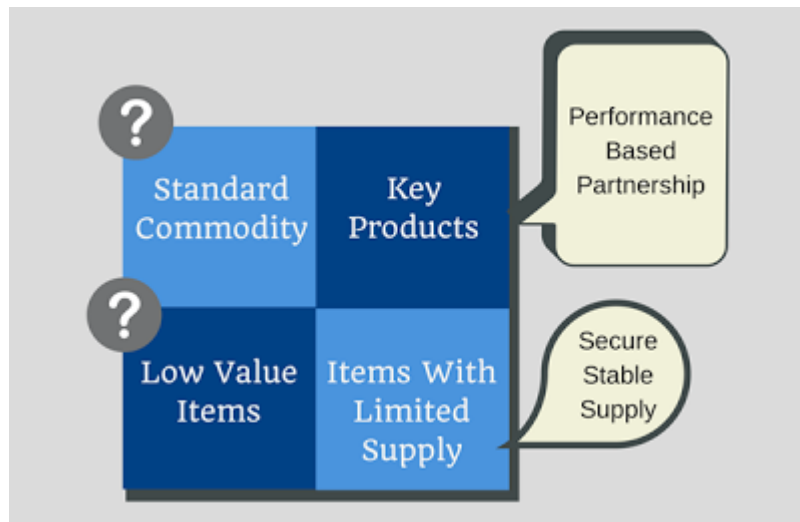 ?
Standard
Commodity
Key
Products
Performance
Based
Partnership
?
Low Value
Items
Items With
Limited
Supply
Secure
Stable
Supply